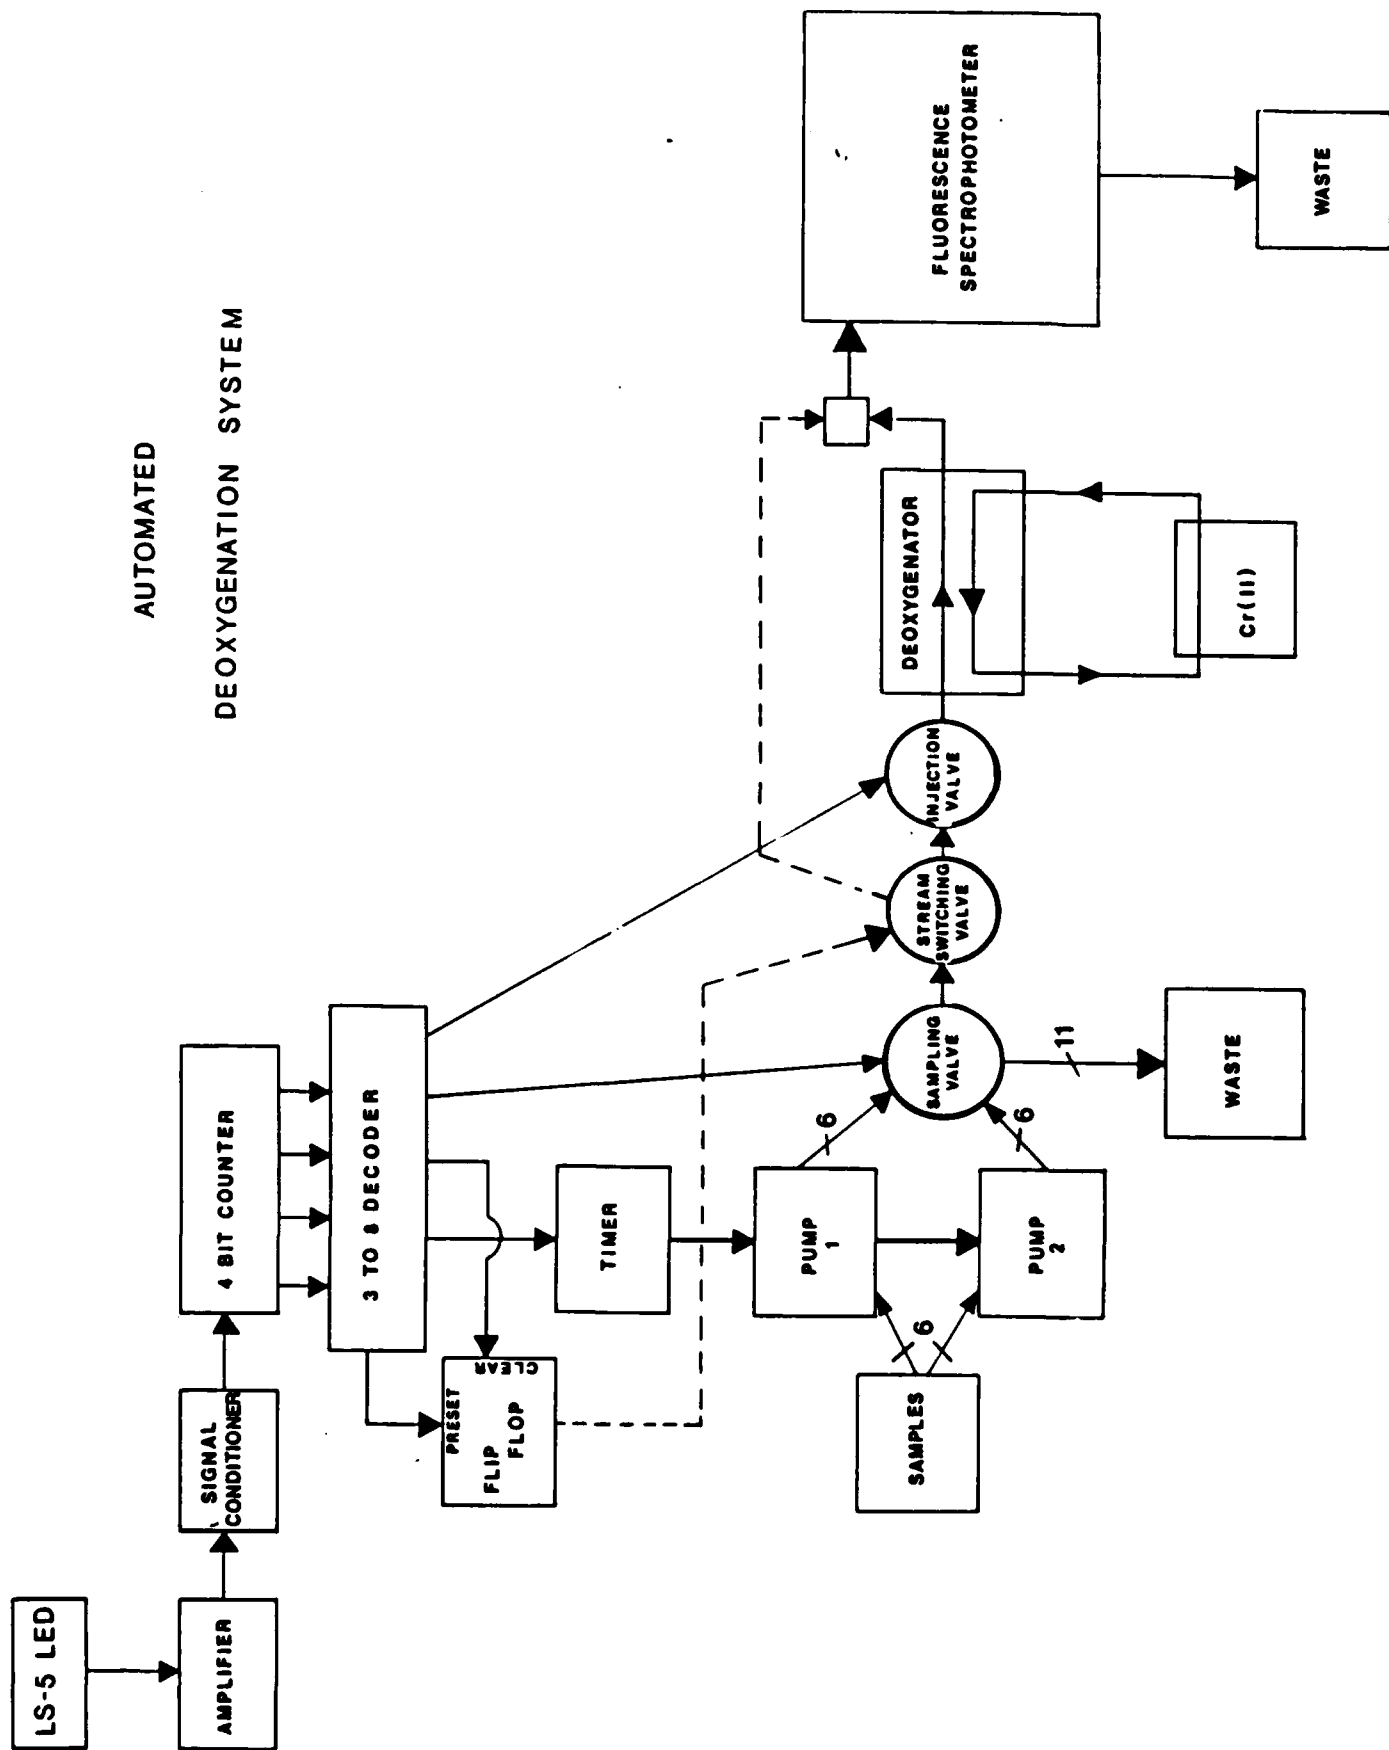 AUTOMATED
DEOXYGENATION SYSTEM
LS-5 LED
AMPLIFIER
SIGNAL
CONDITIONER
4 BIT COUNTER
3 TO 8 DECODER
PRESET
CLEAR
FLIP
FLOP
TIMER
SAMPLES
6
PUMP
1
PUMP
2
6
6
SAMPLING
VALVE
11
WASTE
STREAM
SWITCHING
VALVE
INJECTION
VALVE
DEOXYGENATOR
Cr(II)
FLUORESCENCE
SPECTROPHOTOMETER
WASTE